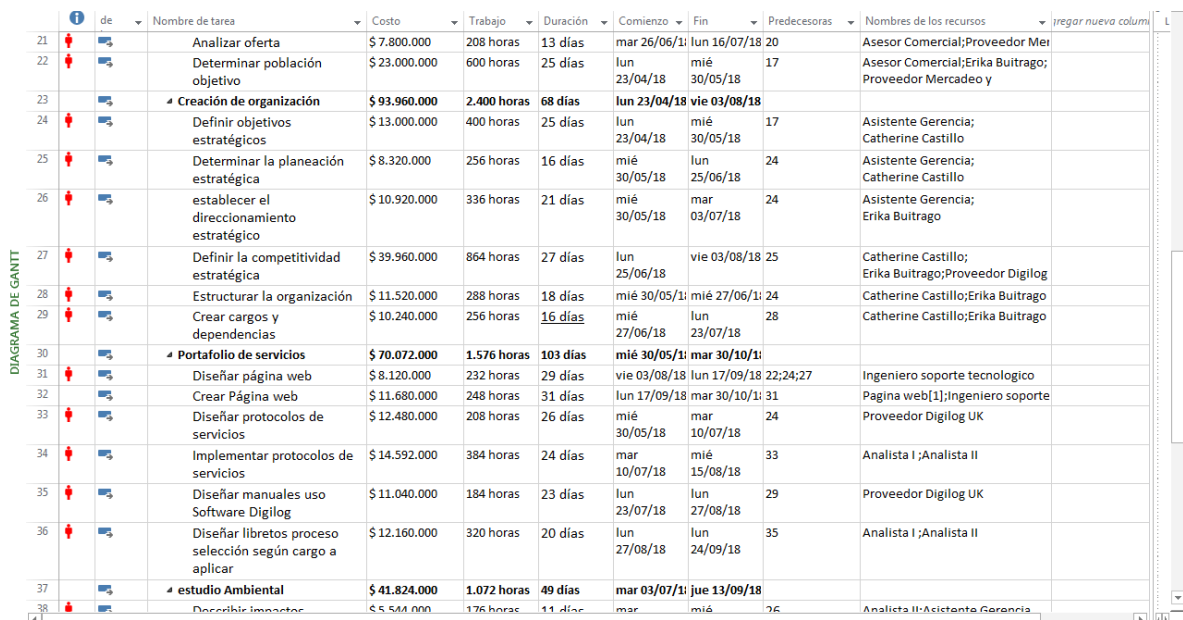 de Nombre de tarea Costo Trabajo Duración Comienzo Fin Predecesoras Nombres de los recursos gregar nueva colum
21 Analizar oferta $ 7.800.000 208 horas 13 días mar 26/06/18 lun 16/07/18 20 Asesor Comercial;Proveedor Mer
22 Determinar población $ 23.000.000 600 horas 25 días lun mié 17 Asesor Comercial;Erika Buitrago;
objetivo 23/04/18 30/05/18 Proveedor Mercadeo y
23 Creación de organización $ 93.960.000 2.400 horas 68 días lun 23/04/18 vie 03/08/18
24 Definir objetivos $ 13.000.000 400 horas 25 días lun mié 17 Asistente Gerencia;
estratégicos 23/04/18 30/05/18 Catherine Castillo
25 Determinar la planeación $ 8.320.000 256 horas 16 días mié lun 24 Asistente Gerencia;
estratégica 30/05/18 25/06/18 Catherine Castillo
26 establecer el $ 10.920.000 336 horas 21 días mié mar 24 Asistente Gerencia;
direccionamiento 30/05/18 03/07/18 Erika Buitrago
estratégico
27 Definir la competitividad $ 39.960.000 864 horas 27 días lun vie 03/08/18 25 Catherine Castillo;
estratégica 25/06/18 Erika Buitrago;Proveedor Digilog
28 Estructurar la organización $ 11.520.000 288 horas 18 días mié 30/05/1 mié 27/06/1 24 Catherine Castillo;Erika Buitrago
29 Crear cargos y $ 10.240.000 256 horas 16 días mié lun 28 Catherine Castillo;Erika Buitrago
dependencias 27/06/18 23/07/18
30 Portafolio de servicios $ 70.072.000 1.576 horas 103 días mié 30/05/1 mar 30/10/1
31 Diseñar página web $ 8.120.000 232 horas 29 días vie 03/08/18 lun 17/09/18 22;24;27 Ingeniero soporte tecnologico
32 Crear Página web $ 11.680.000 248 horas 31 días lun 17/09/18 mar 30/10/1 31 Pagina web[1];Ingeniero soporte
33 Diseñar protocolos de $ 12.480.000 208 horas 26 días mié mar 24 Proveedor Digilog UK
servicios 30/05/18 10/07/18
34 Implementar protocolos de $ 14.592.000 384 horas 24 días mar mié 33 Analista I ;Analista II
servicios 10/07/18 15/08/18
35 Diseñar manuales uso $ 11.040.000 184 horas 23 días lun lun 29 Proveedor Digilog UK
Software Digilog 23/07/18 27/08/18
36 Diseñar libretos proceso $ 12.160.000 320 horas 20 días lun lun 35 Analista I ;Analista II
selección según cargo a 27/08/18 24/09/18
aplicar
37 estudio Ambiental $ 41.824.000 1.072 horas 49 días mar 03/07/1 jue 13/09/18
38 Describir impactos $ 5.544.000 176 horas 11 días mar mié 26 Analista II;Asistente Gerencia
DIAGRAMA DE GANTT